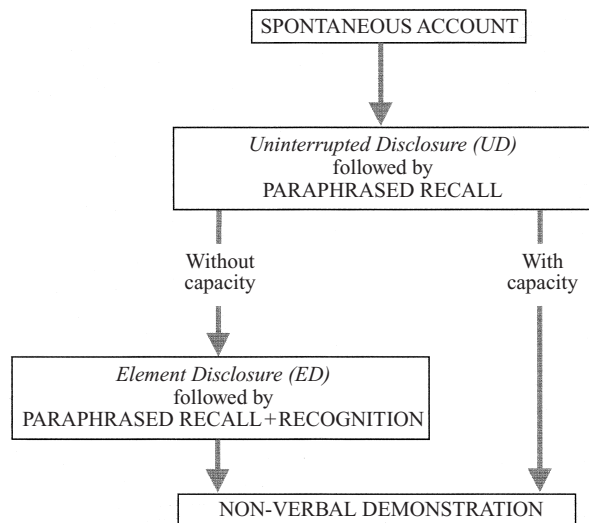 SPONTANEOUS ACCOUNT
Uninterrupted Disclosure (UD)
followed by
PARAPHRASED RECALL
Without
capacity
With
capacity
Element Disclosure (ED)
followed by
PARAPHRASED RECALL+RECOGNITION
NON-VERBAL DEMONSTRATION